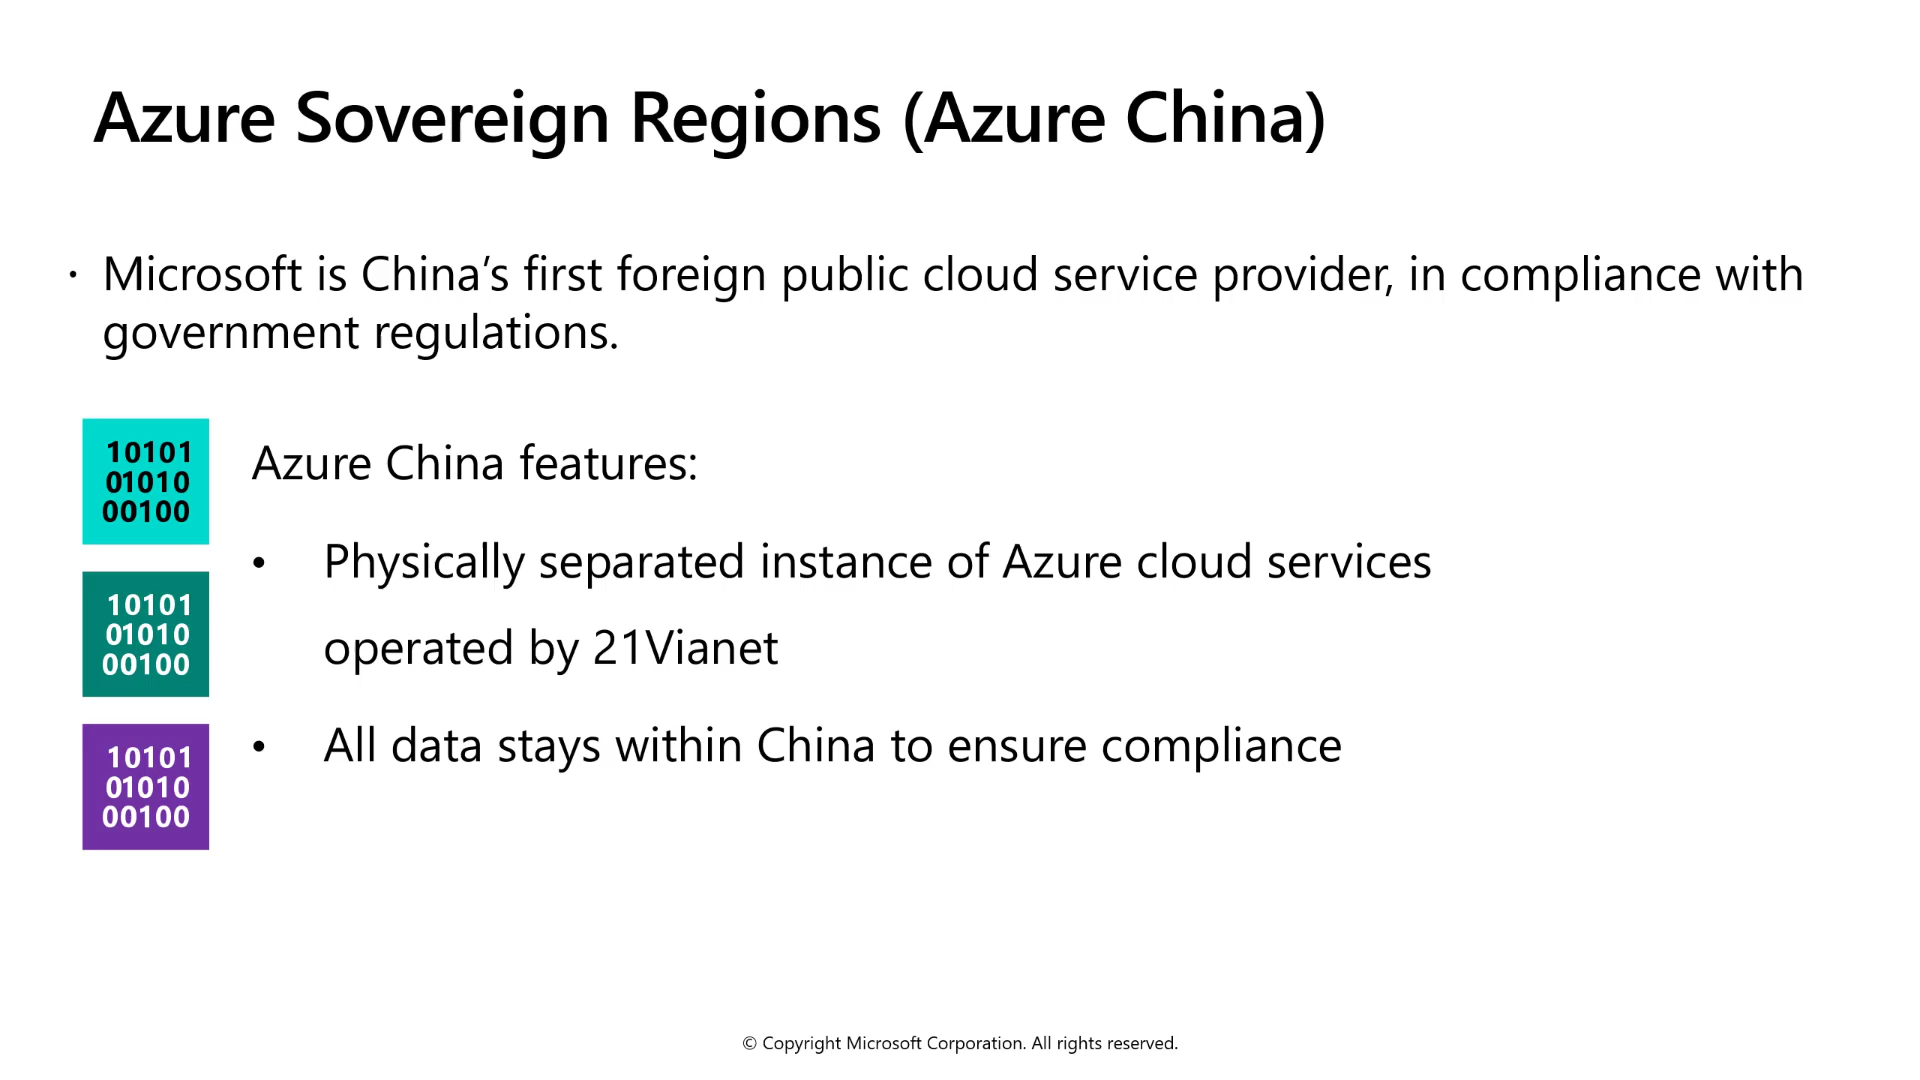 Azure Sovereign Regions (Azure China)
· Microsoft is China’s first foreign public cloud service provider, in compliance with
government regulations.
10101
01010
00100
Azure China features:
10101
01010
00100
• Physically separated instance of Azure cloud services
operated by 21Vianet
10101
01010
00100
• All data stays within China to ensure compliance
© Copyright Microsoft Corporation. All rights reserved.